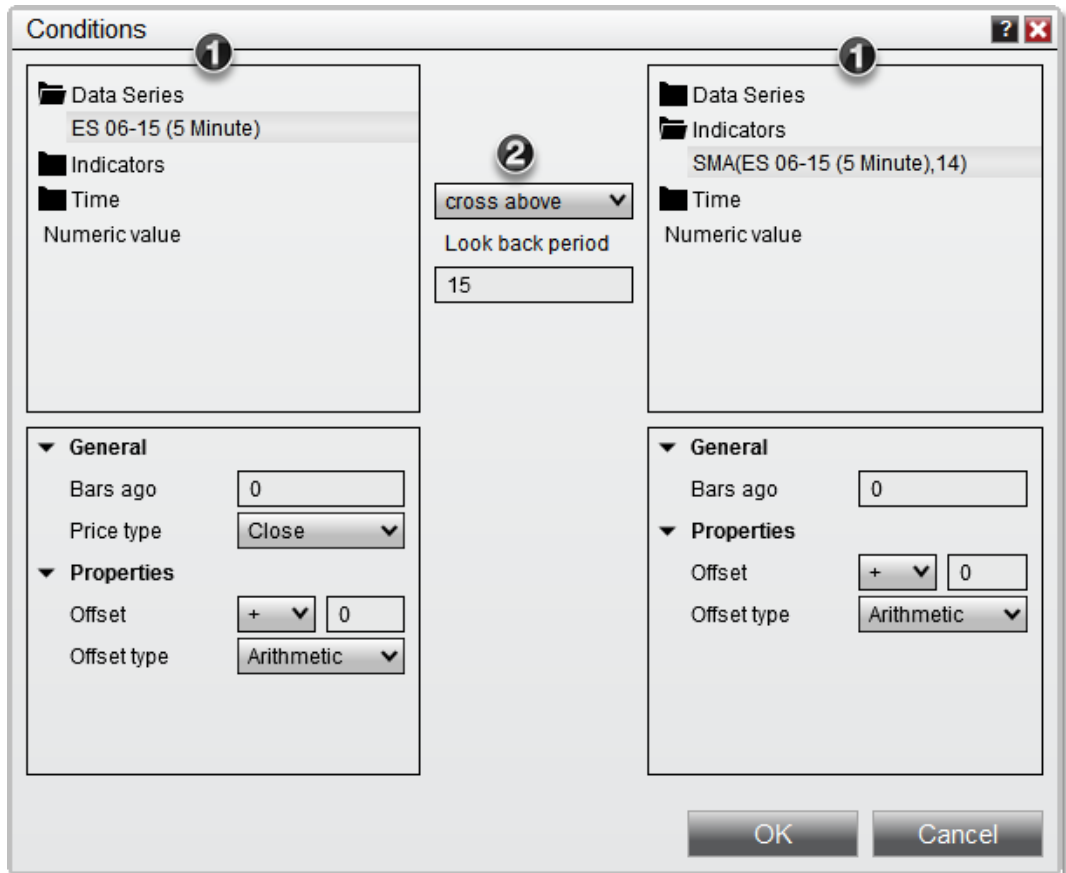 Conditions
?
1
1
Data Series
ES 06-15 (5 Minute)
Indicators
Time
Numeric value
2
cross above
Look back period
15
Data Series
Indicators
SMA(ES 06-15 (5 Minute),14)
Time
Numeric value
General
Bars ago 0
Price type Close
Properties
Offset + 0
Offset type Arithmetic
General
Bars ago 0
Properties
Offset + 0
Offset type Arithmetic
OK Cancel